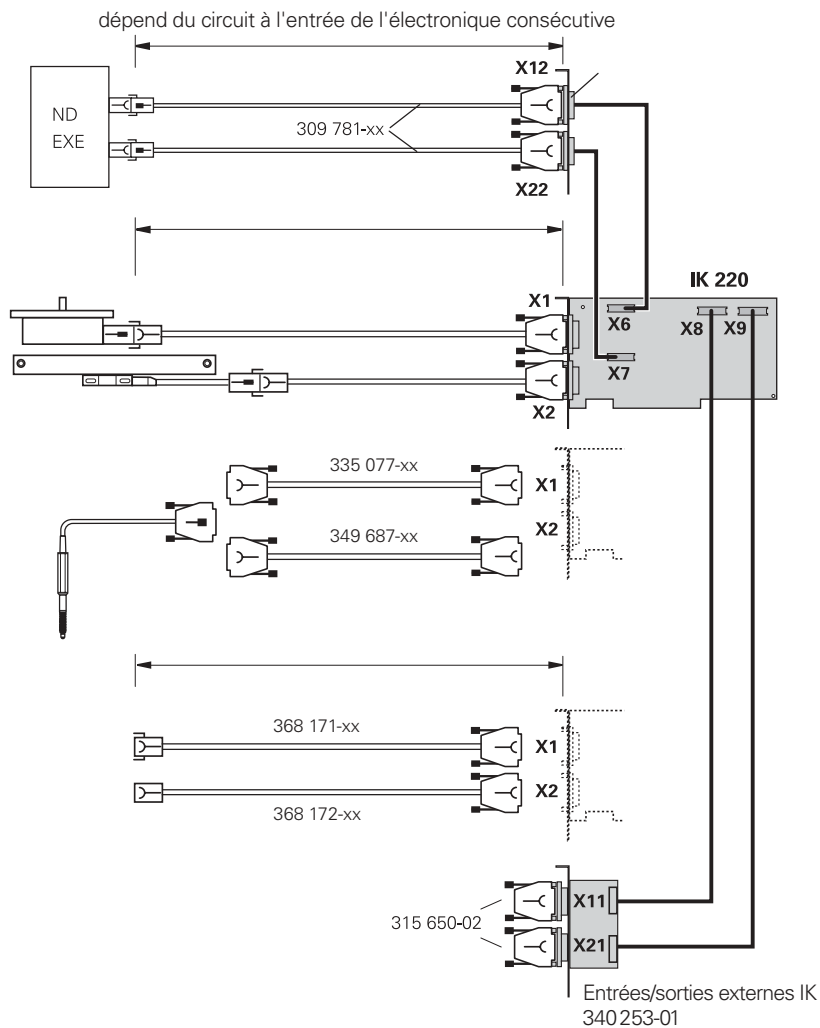 dépend du circuit à l'entrée de l'électronique consécutive
X12
ND
EXE
309 781-xx
X22
IK 220
X1
X6
X8
X9
X7
X2
335 077-xx
X1
X2
349 687-xx
368 171-xx
X1
X2
368 172-xx
X11
315 650-02
X21
Entrées/sorties externes IK
340 253-01